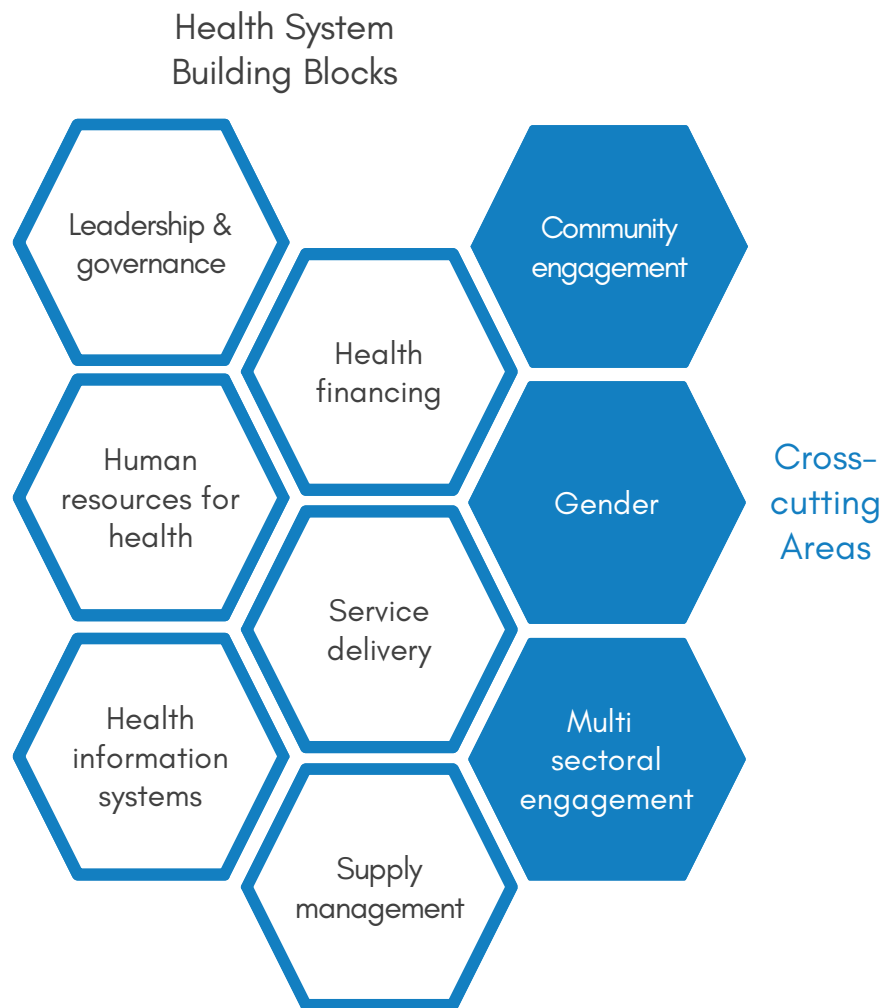 Health System
Building Blocks
Leadership &
governance
Community
engagement
Health
financing
Human
resources for
health
Gender
Cross-
cutting
Areas
Service
delivery
Health
information
systems
Multi
sectoral
engagement
Supply
management